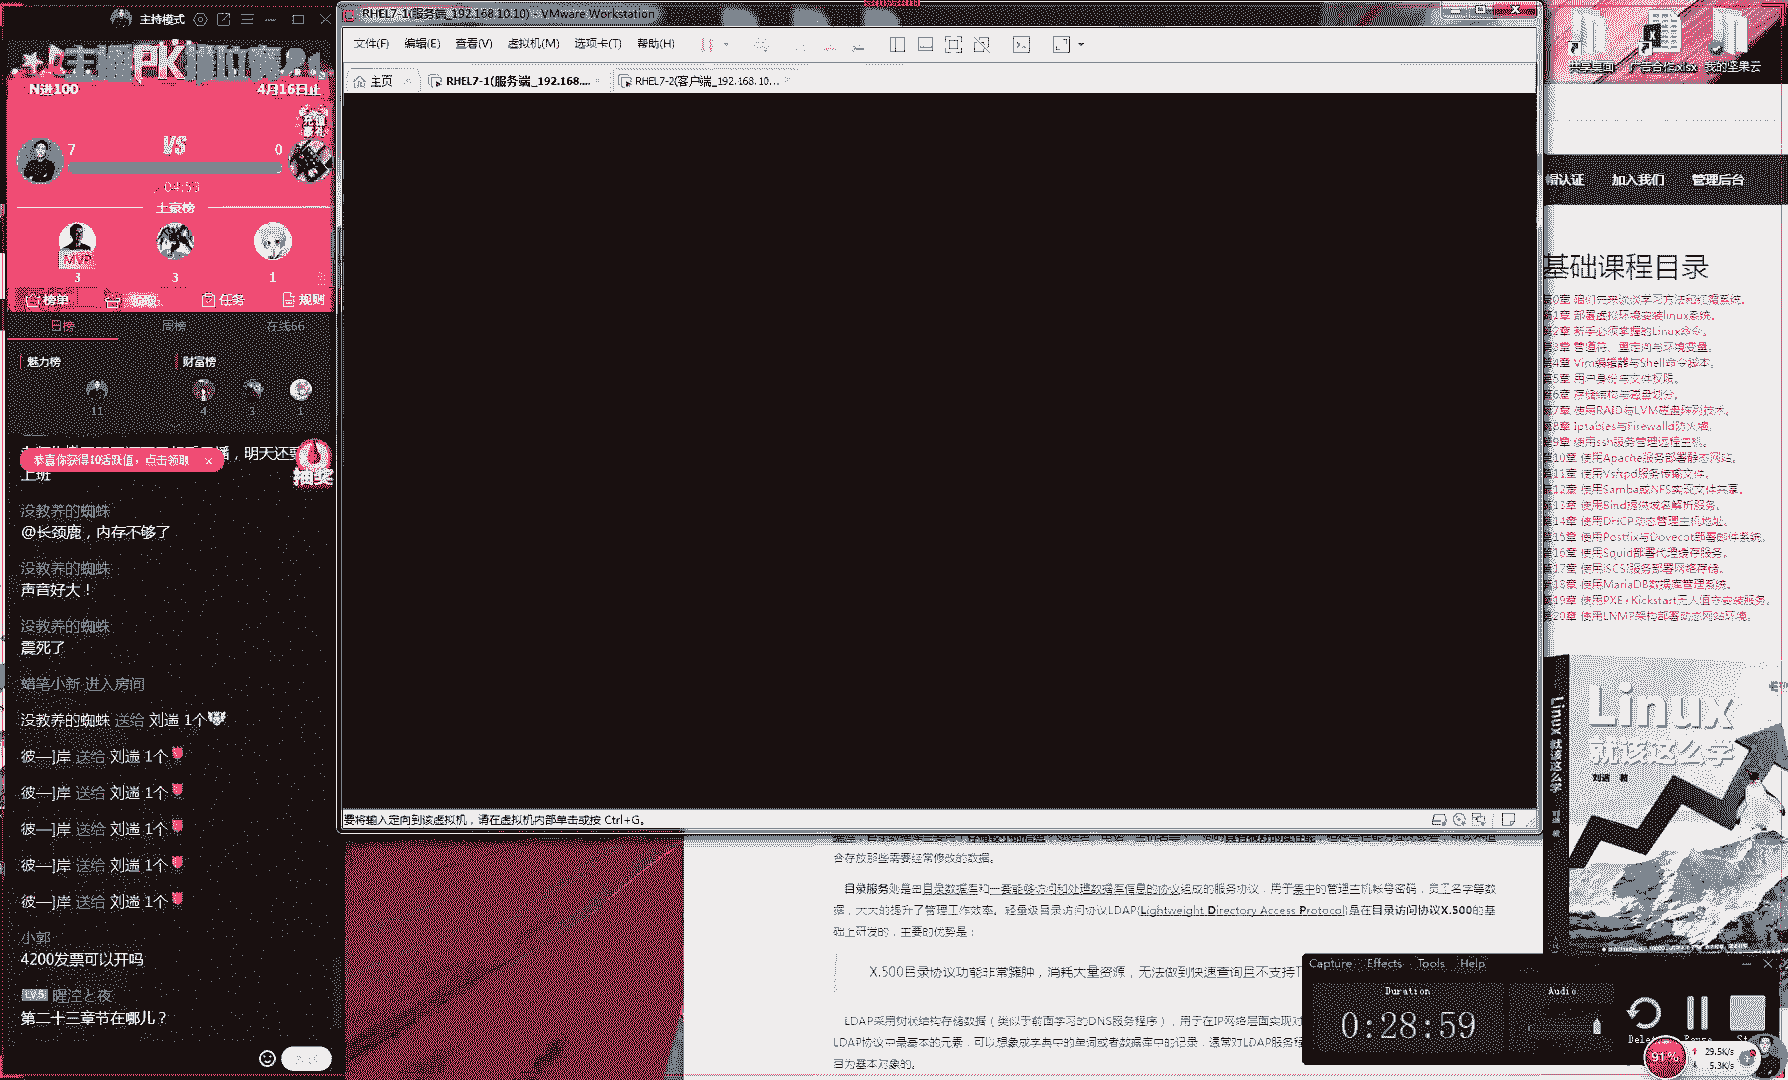 主持模式
N进100
4月16日止
7
VS
0
04:53
土豪榜
MVP
3
3
1
榜单
任务
规则
日榜
周榜
在线66
魅力榜
财富榜
11
4
3
1
，明天还要
恭喜你获得10活跃值，点击领取
上班
抽奖
没教养的蜘蛛
@长颈鹿，内存不够了
没教养的蜘蛛
声音好大！
没教养的蜘蛛
震死了
蜡笔小新 进入房间
没教养的蜘蛛 送给 刘遄 1个
彼—]岸 送给 刘遄 1个
彼—]岸 送给 刘遄 1个
彼—]岸 送给 刘遄 1个
彼—]岸 送给 刘遄 1个
彼—]岸 送给 刘遄 1个
小郭
4200发票可以开吗
LV5
第二十三章节在哪儿？
RHEL7-1(服务端_192.168.10.10) - VMware Workstation
文件(F) 编辑(E) 查看(V) 虚拟机(M) 选项卡(T) 帮助(H)
主页
RHEL7-1(服务端_192.168....
RHEL7-2(客户端_192.168.10...
要将输入定向到该虚拟机，请在虚拟机内部单击或按 Ctrl+G。
广告合作.xlsx
我的坚果云
加入我们
管理后台
基础课程目录
第0章 咱们先来谈谈学习方法和红帽系统。
第1章 部署虚拟环境安装linux系统。
第2章 新手必须掌握的Linux命令。
第3章 管道符、重定向与环境变量。
第4章 Vim编辑器与Shell命令脚本。
第5章 用户身份与文件权限。
第6章 存储结构与磁盘划分。
第7章 使用RAID与LVM磁盘阵列技术。
第8章 Iptables与Firewalld防火墙。
第9章 使用ssh服务管理远程主机。
第10章 使用Apache服务部署静态网站。
第11章 使用Vsftpd服务传输文件。
第12章 使用Samba或NFS实现文件共享。
第13章 使用Bind提供域名解析服务。
第14章 使用DHCP动态管理主机地址。
第15章 使用Postfix与Dovecot部署邮件系统。
第16章 使用Squid部署代理缓存服务。
第17章 使用iSCSI服务部署网络存储。
第18章 使用MariaDB数据库管理系统。
第19章 使用PXE+Kickstart无人值守安装服务。
第20章 使用LNMP架构部署动态网站环境。
Linux
就该这么学
刘遄 著
Linux 就该这么学
合存放那些需要经常修改的数据。
目录服务则是由目录数据库和一套能够访问和处理数据库信息的协议组成的服务协议，用于集中的管理主机帐号密码，员工名字等数
据，大大的提升了管理工作效率。轻量级目录访问协议LDAP(Lightweight Directory Access Protocol)是在目录访问协议X.500的基
础上研发的，主要的优势是：
X.500目录协议功能非常臃肿，消耗大量资源，无法做到快速查询且不支持T
LDAP采用树状结构存储数据（类似于前面学习的DNS服务程序），用于在IP网络层面实现对
LDAP协议中最基本的元素，可以想象成字典中的单词或者数据库中的记录，通常对LDAP服务程
目为基本对象的。
Capture Effects Tools Help
Duration
0:28:59
Audio
91%
29.5K/s
5.3K/s